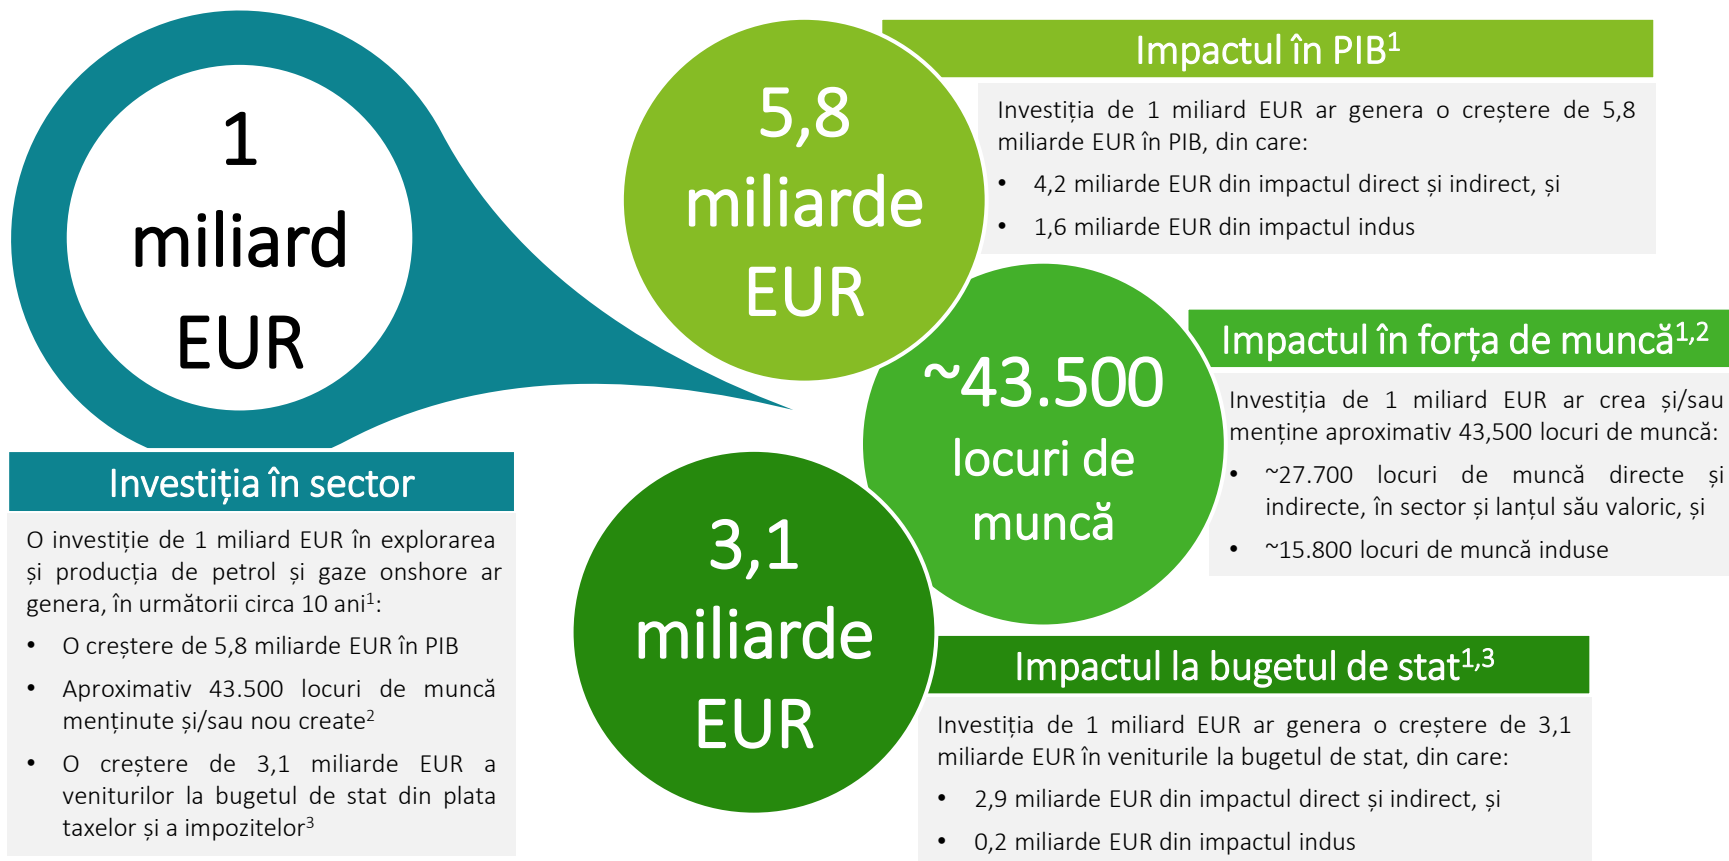 1
miliard
EUR
Investiția în sector
O investiție de 1 miliard EUR în explorarea
și producția de petrol și gaze onshore ar
genera, în următorii circa 10 ani¹:
• O creștere de 5,8 miliarde EUR în PIB
• Aproximativ 43.500 locuri de muncă
menținute și/sau nou create²
• O creștere de 3,1 miliarde EUR a
veniturilor la bugetul de stat din plata
taxelor și a impozitelor³
5,8
miliarde
EUR
Impactul în PIB¹
Investiția de 1 miliard EUR ar genera o creștere de 5,8
miliarde EUR în PIB, din care:
• 4,2 miliarde EUR din impactul direct și indirect, și
• 1,6 miliarde EUR din impactul indus
~43.500
locuri de
muncă
Impactul în forța de muncă¹,²
Investiția de 1 miliard EUR ar crea și/sau
menține aproximativ 43,500 locuri de muncă:
• ~27.700 locuri de muncă directe și
indirecte, în sector și lanțul său valoric, și
• ~15.800 locuri de muncă induse
3,1
miliarde
EUR
Impactul la bugetul de stat¹,³
Investiția de 1 miliard EUR ar genera o creștere de 3,1
miliarde EUR în veniturile la bugetul de stat, din care:
• 2,9 miliarde EUR din impactul direct și indirect, și
• 0,2 miliarde EUR din impactul indus